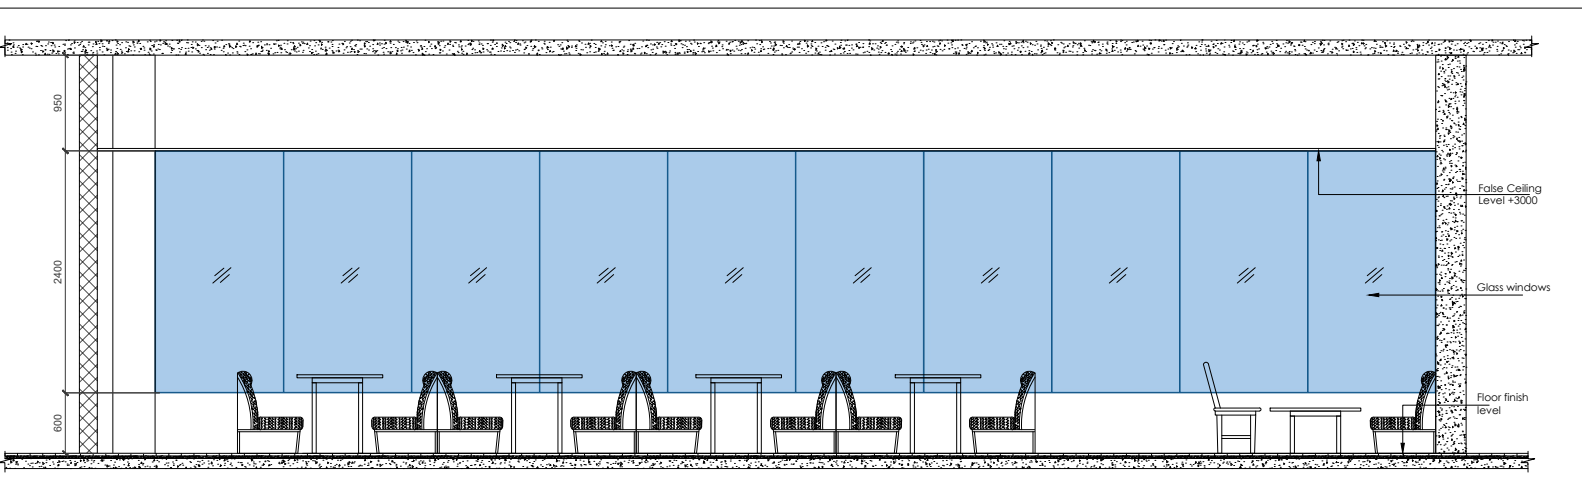 950
2400
600
False Ceiling
Level +3000
Glass windows
Floor finish
level